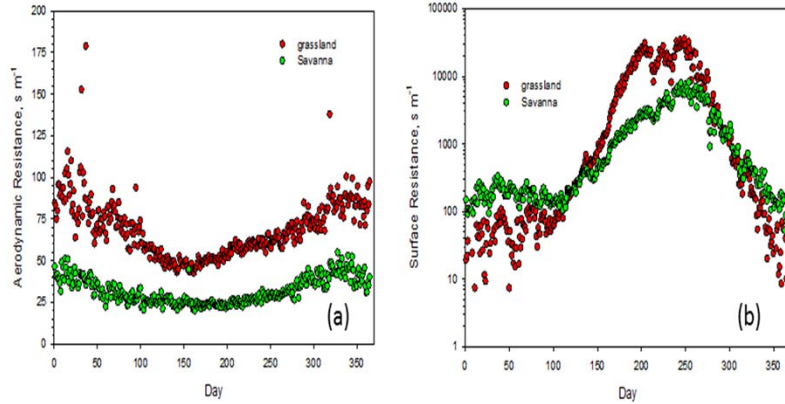 200
175
150
125
100
75
50
25
0
0 50 100 150 200 250 300 350
Aerodynamic Resistance, s m⁻¹
Day
grassland
Savanna
(a)
100000
10000
1000
100
10
1
0 50 100 150 200 250 300 350
Surface Resistance, s m⁻¹
Day
grassland
Savanna
(b)